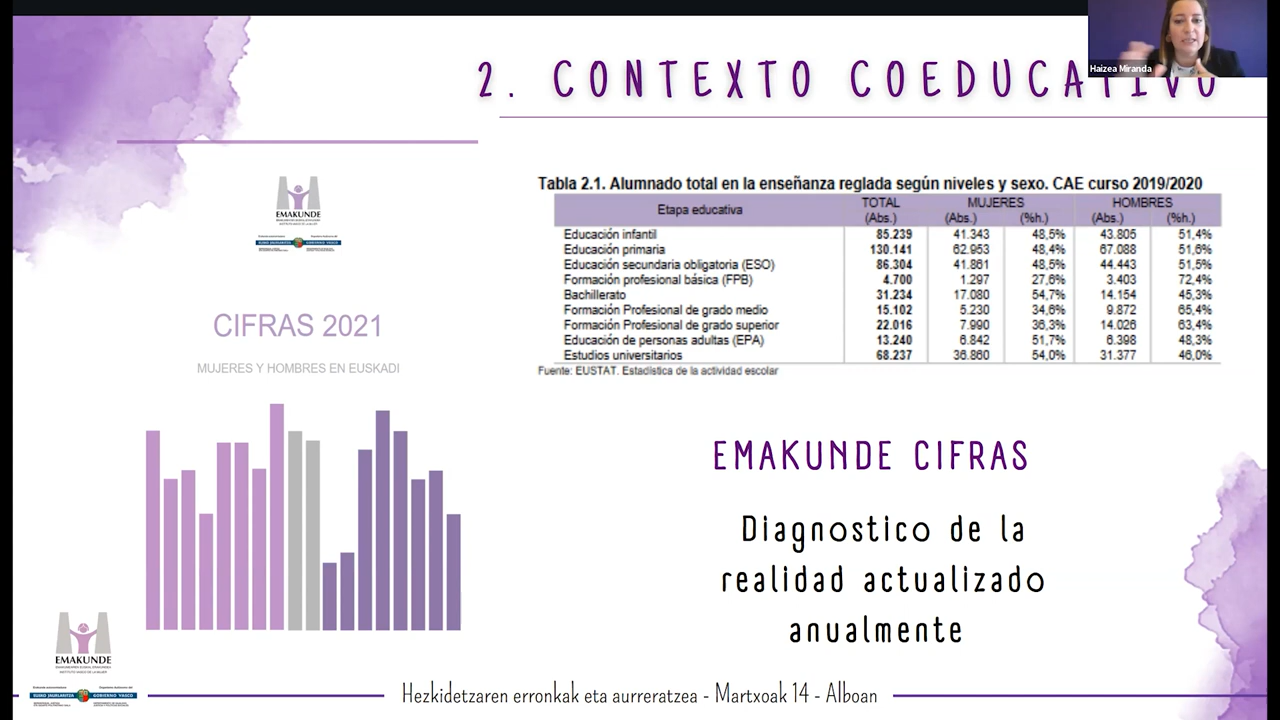 Haizea Miranda
2. CONTEXTO COEDUCATIVO
EMAKUNDE
CIFRAS 2021
MUJERES Y HOMBRES EN EUSKADI
Tabla 2.1. Alumnado total en la enseñanza reglada según niveles y sexo. CAE curso 2019/2020
Etapa educativa TOTAL (Abs.) MUJERES (Abs.) (%h.) HOMBRES (Abs.) (%h.)
Educación infantil 85.239 41.343 48,5% 43.805 51,4%
Educación primaria 130.141 62.953 48,4% 67.088 51,6%
Educación secundaria obligatoria (ESO) 86.304 41.861 48,5% 44.443 51,5%
Formación profesional básica (FPB) 4.700 1.297 27,6% 3.403 72,4%
Bachillerato 31.234 17.080 54,7% 14.154 45,3%
Formación Profesional de grado medio 15.102 5.230 34,6% 9.872 65,4%
Formación Profesional de grado superior 22.016 7.990 36,3% 14.026 63,4%
Educación de personas adultas (EPA) 13.240 6.842 51,7% 6.398 48,3%
Estudios universitarios 68.237 36.860 54,0% 31.377 46,0%
Fuente: EUSTAT. Estadística de la actividad escolar
EMAKUNDE CIFRAS
Diagnostico de la
realidad actualizado
anualmente
EMAKUNDE
EUSKO JAURLARITZA GOBIERNO VASCO
Hezkidetzaren erronkak eta aurreratzea - Martxoak 14 - Alboan